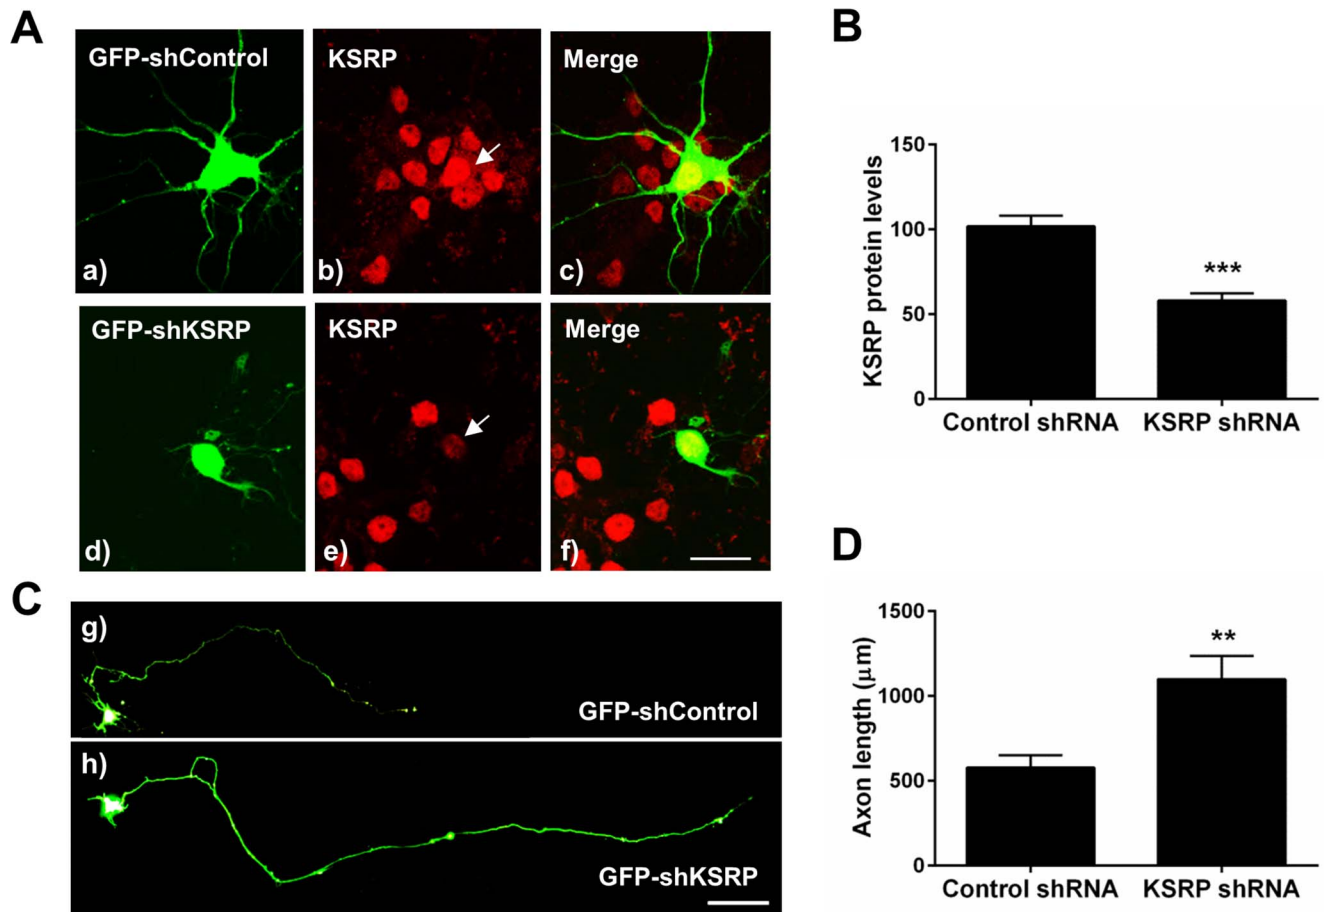 A
GFP-shControl
KSRP
Merge
a)
b)
c)
GFP-shKSRP
KSRP
Merge
d)
e)
f)
B
KSRP protein levels
150
100
50
0
***
Control shRNA
KSRP shRNA
C
g)
GFP-shControl
h)
GFP-shKSRP
D
Axon length (µm)
1500
1000
500
0
**
Control shRNA
KSRP shRNA